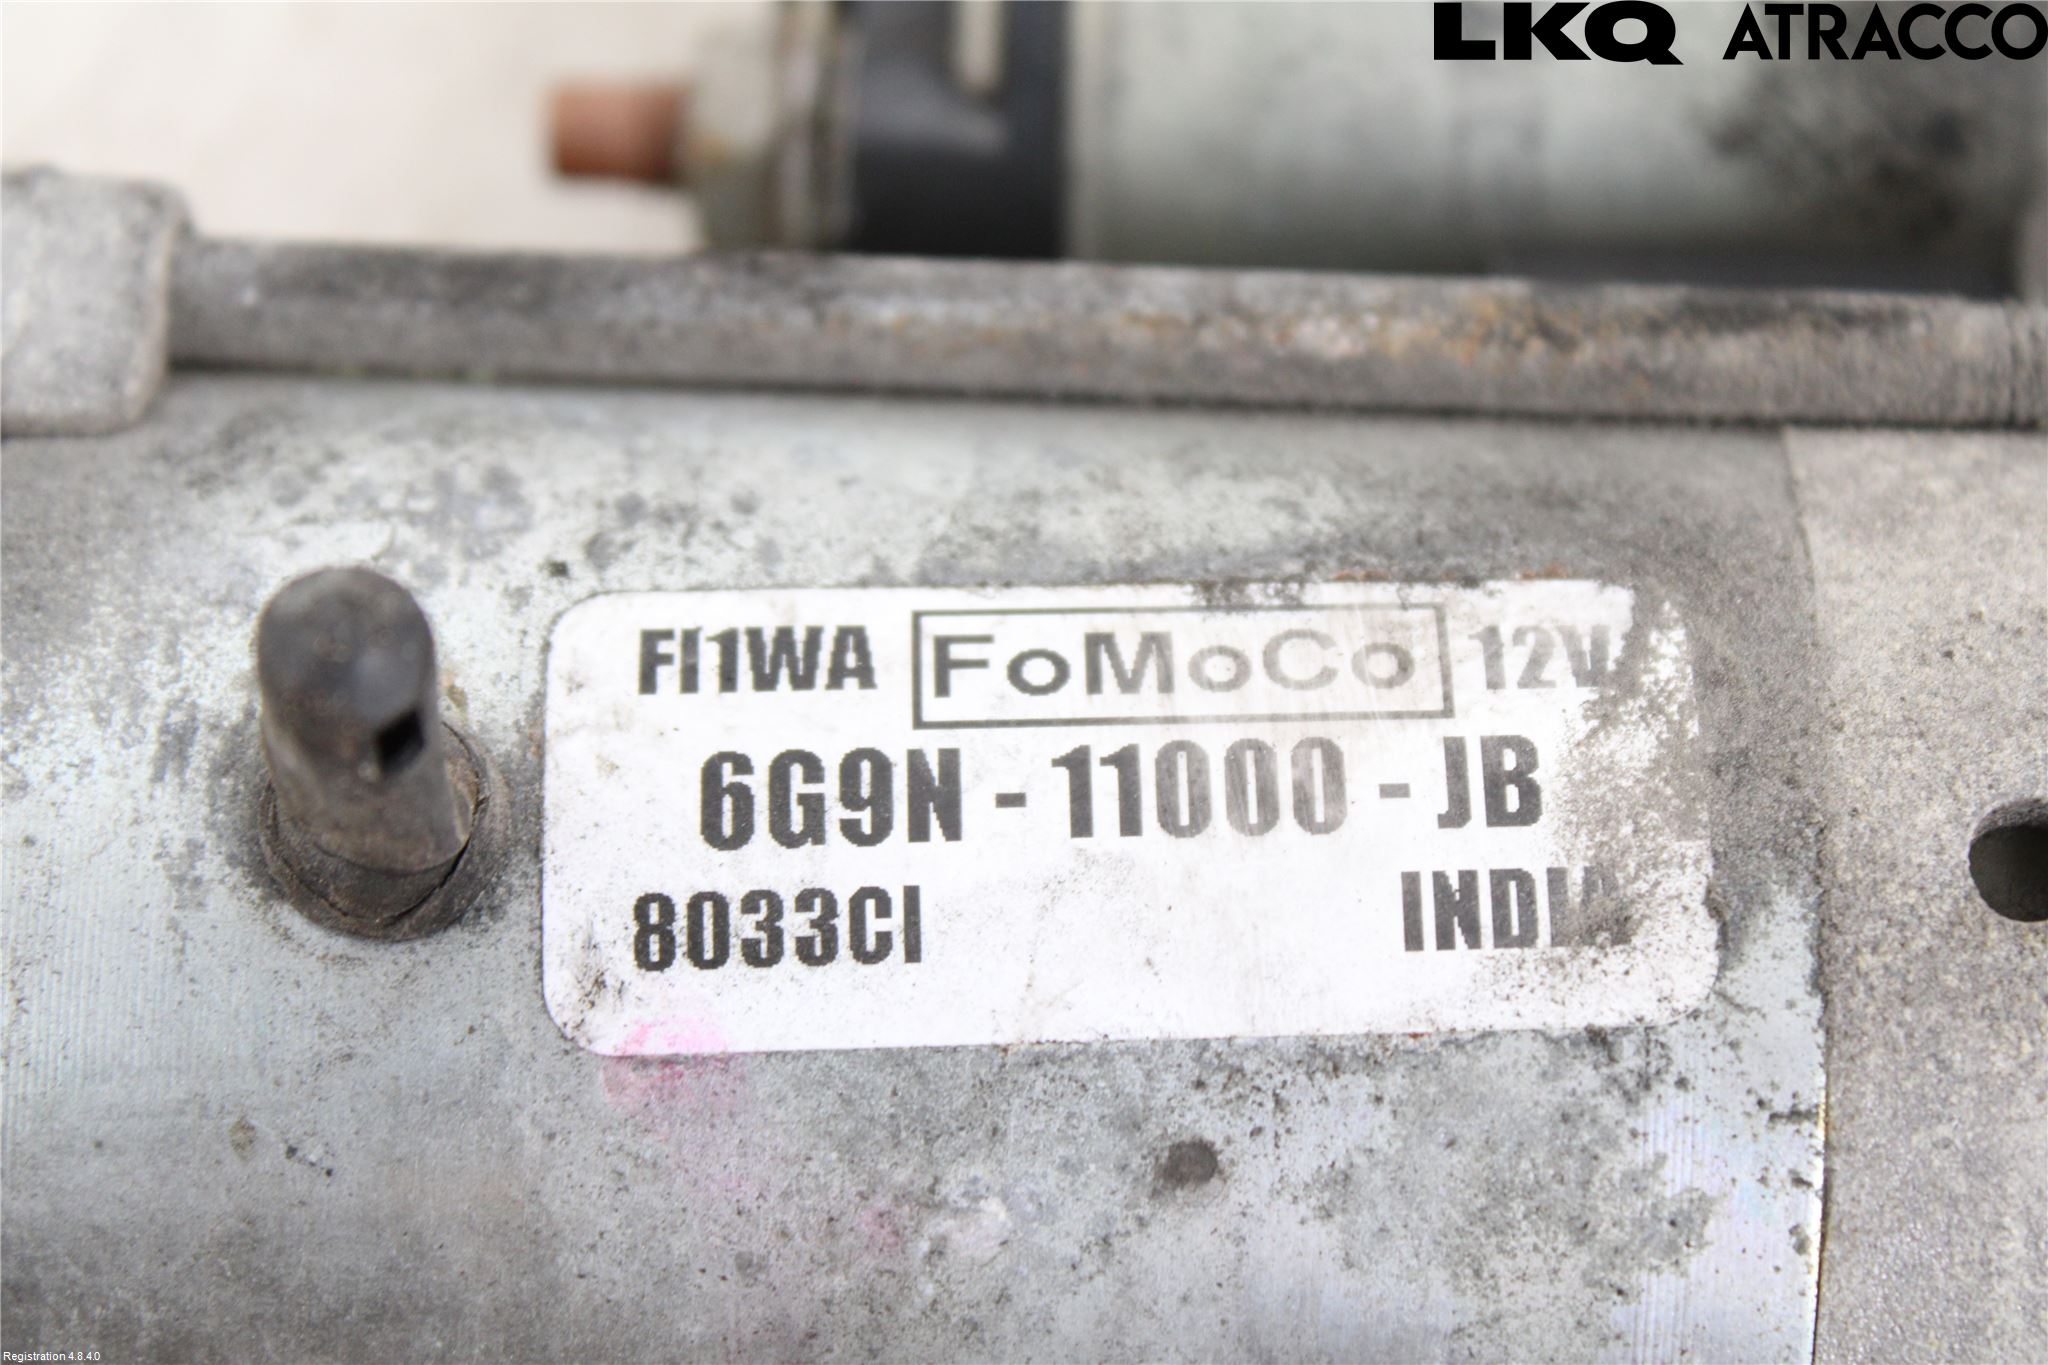 LKQ ATRACCO
FI1WA FoMoCo 12V
6G9N - 11000 - JB
8033CI INDIA
Registration 4.8.4.0